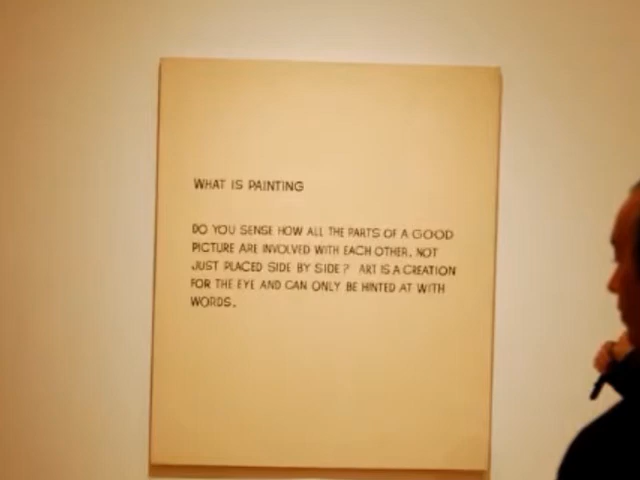 WHAT IS PAINTING
DO YOU SENSE HOW ALL THE PARTS OF A GOOD
PICTURE ARE INVOLVED WITH EACH OTHER, NOT
JUST PLACED SIDE BY SIDE? ART IS A CREATION
FOR THE EYE AND CAN ONLY BE HINTED AT WITH
WORDS.